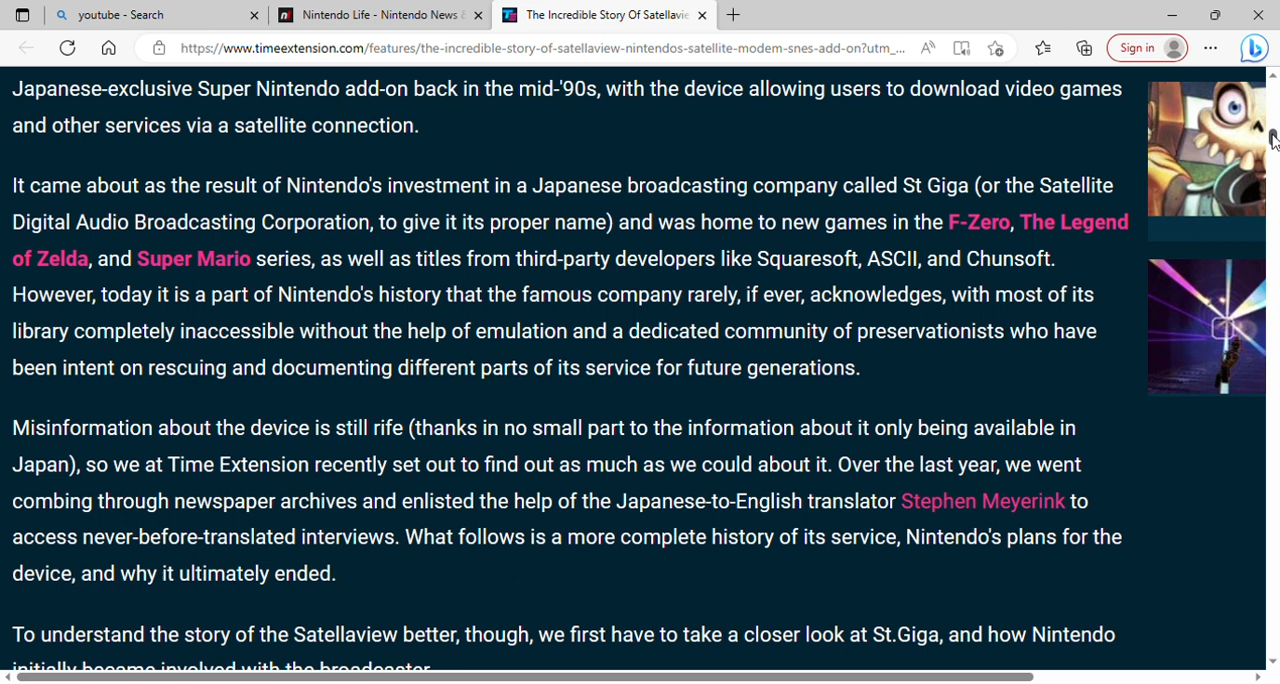 youtube - Search
Nintendo Life - Nintendo News &
The Incredible Story Of Satellavie
https://www.timeextension.com/features/the-incredible-story-of-satellaview-nintendos-satellite-modem-snes-add-on?utm_...
Sign in
Japanese-exclusive Super Nintendo add-on back in the mid-'90s, with the device allowing users to download video games
and other services via a satellite connection.
It came about as the result of Nintendo's investment in a Japanese broadcasting company called St Giga (or the Satellite
Digital Audio Broadcasting Corporation, to give it its proper name) and was home to new games in the F-Zero, The Legend
of Zelda, and Super Mario series, as well as titles from third-party developers like Squaresoft, ASCII, and Chunsoft.
However, today it is a part of Nintendo's history that the famous company rarely, if ever, acknowledges, with most of its
library completely inaccessible without the help of emulation and a dedicated community of preservationists who have
been intent on rescuing and documenting different parts of its service for future generations.
Misinformation about the device is still rife (thanks in no small part to the information about it only being available in
Japan), so we at Time Extension recently set out to find out as much as we could about it. Over the last year, we went
combing through newspaper archives and enlisted the help of the Japanese-to-English translator Stephen Meyerink to
access never-before-translated interviews. What follows is a more complete history of its service, Nintendo's plans for the
device, and why it ultimately ended.
To understand the story of the Satellaview better, though, we first have to take a closer look at St.Giga, and how Nintendo
initially became involved with the broadcaster.